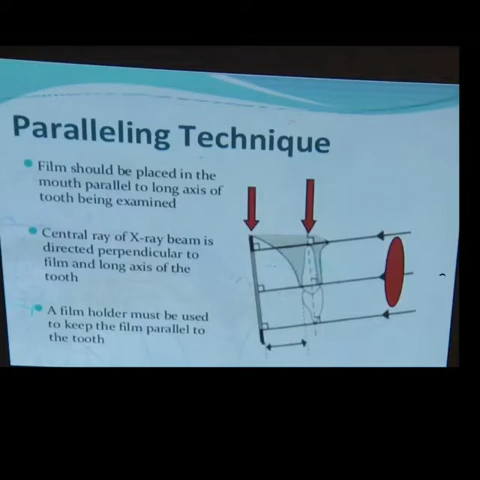 Paralleling Technique
Film should be placed in the
mouth parallel to long axis of
tooth being examined
Central ray of X-ray beam is
directed perpendicular to
film and long axis of the
tooth
A film holder must be used
to keep the film parallel to
the tooth